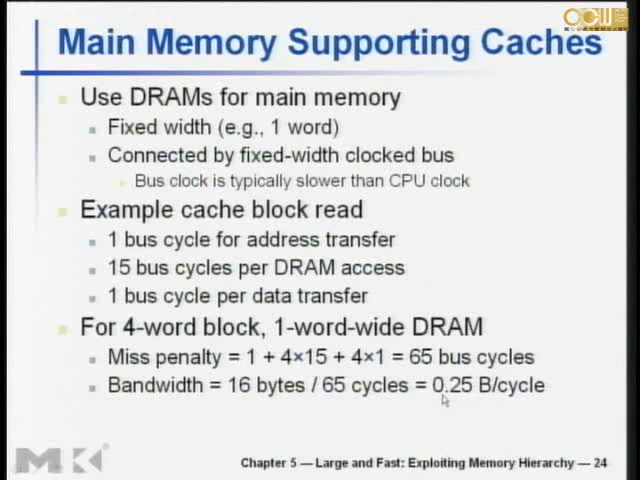 OCW
Main Memory Supporting Caches
Use DRAMs for main memory
Fixed width (e.g., 1 word)
Connected by fixed-width clocked bus
Bus clock is typically slower than CPU clock
Example cache block read
1 bus cycle for address transfer
15 bus cycles per DRAM access
1 bus cycle per data transfer
For 4-word block, 1-word-wide DRAM
Miss penalty = 1 + 4×15 + 4×1 = 65 bus cycles
Bandwidth = 16 bytes / 65 cycles = 0.25 B/cycle
MK
Chapter 5 — Large and Fast: Exploiting Memory Hierarchy — 24